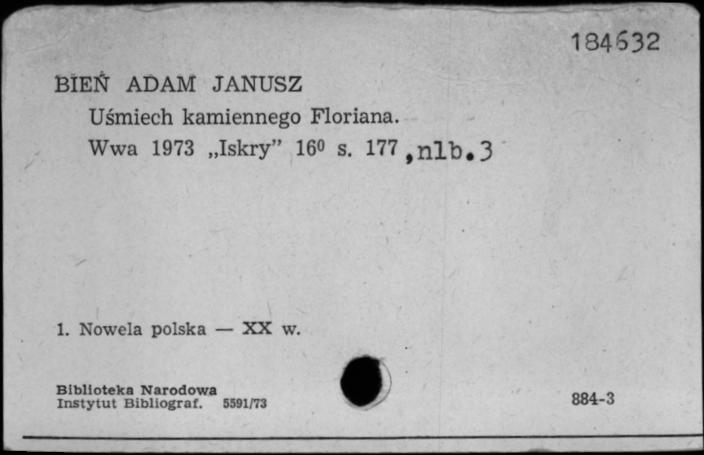 184632
BIEŃ ADAM JANUSZ
Uśmiech kamiennego Floriana.
Wwa 1973 „Iskry” 16⁰ s. 177,nlb.3
1. Nowela polska — XX w.
Biblioteka Narodowa
Instytut Bibliograf. 5591/73
884-3